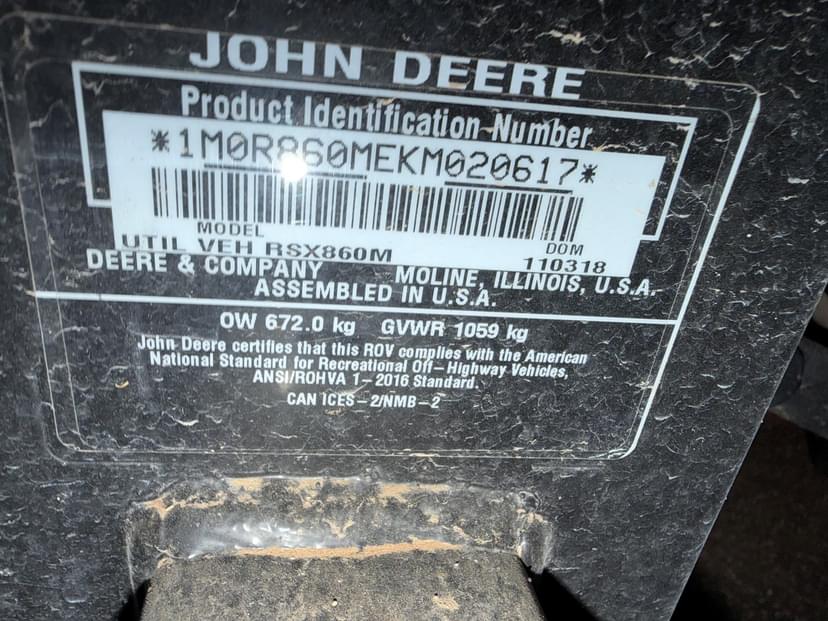 JOHN DEERE
Product Identification Number
*1M0R860MEKM020617*
MODEL DOM
UTIL VEH RSX860M 110318
DEERE & COMPANY MOLINE, ILLINOIS, U.S.A.
ASSEMBLED IN U.S.A.
OW 672.0 kg GVWR 1059 kg
John Deere certifies that this ROV complies with the American
National Standard for Recreational Off-Highway Vehicles,
ANSI/ROHVA 1-2016 Standard.
CAN ICES-2/NMB-2